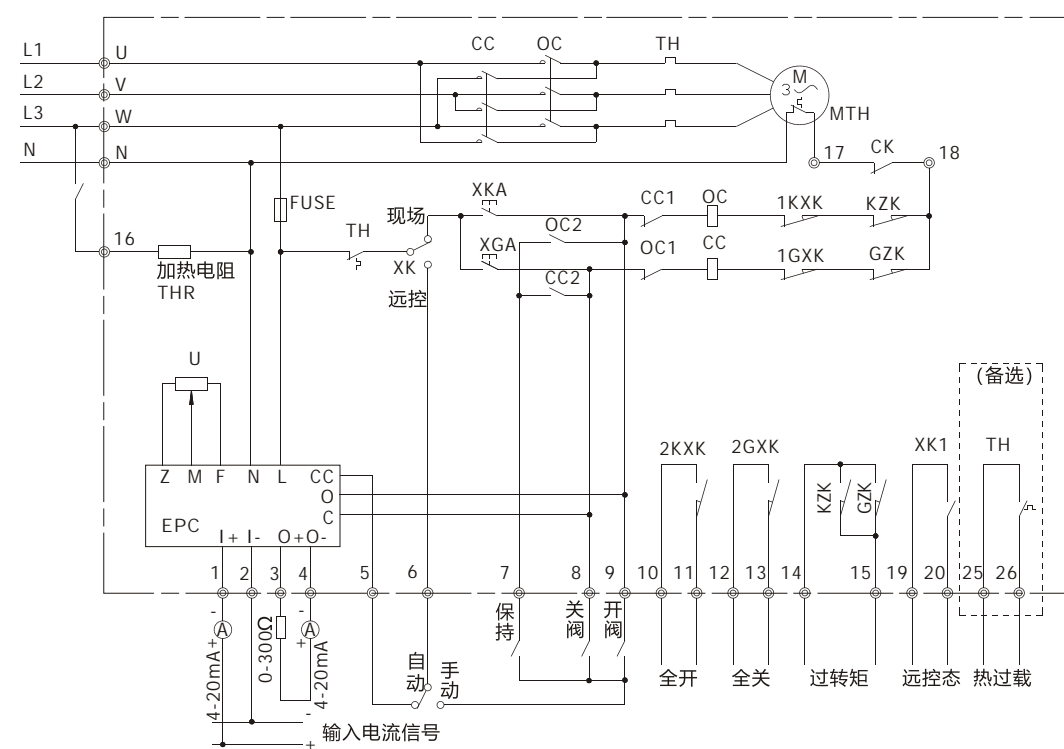 CC OC TH
L1 U
M
L2 V
3
L3 W
MTH
N N
17 CK 18
XKA
FUSE
现场
CC1 OC 1KXK KZK
TH
OC2
16
XGA
OC1 CC 1GXK GZK
加热电阻
THR
XK
CC2
远控
U
(备选)
2KXK 2GXK XK1 TH
Z M F N L CC
O
C
KZK GZK
EPC
I+ I- O+O-
1 2 3 4 5 6 7 8 9 10 11 12 13 14 15 19 20 25 26
- -
A A
+ +
4-20mA
0-300Ω
4-20mA
保持
关阀
开阀
自动
手动
全开 全关 过转矩 远控态 热过载
-
输入电流信号
+